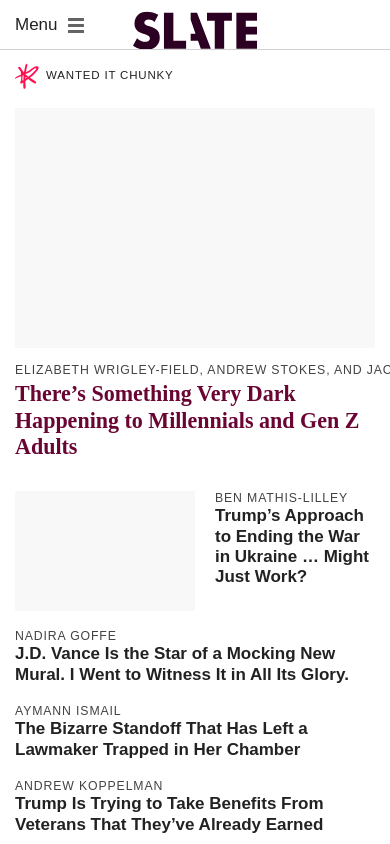 Menu
SLATE
WANTED IT CHUNKY
ELIZABETH WRIGLEY-FIELD, ANDREW STOKES, AND
There’s Something Very Dark
Happening to Millennials and Gen Z
Adults
BEN MATHIS-LILLEY
Trump’s Approach
to Ending the War
in Ukraine … Might
Just Work?
NADIRA GOFFE
J.D. Vance Is the Star of a Mocking New
Mural. I Went to Witness It in All Its Glory.
AYMANN ISMAIL
The Bizarre Standoff That Has Left a
Lawmaker Trapped in Her Chamber
ANDREW KOPPELMAN
Trump Is Trying to Take Benefits From
Veterans That They’ve Already Earned